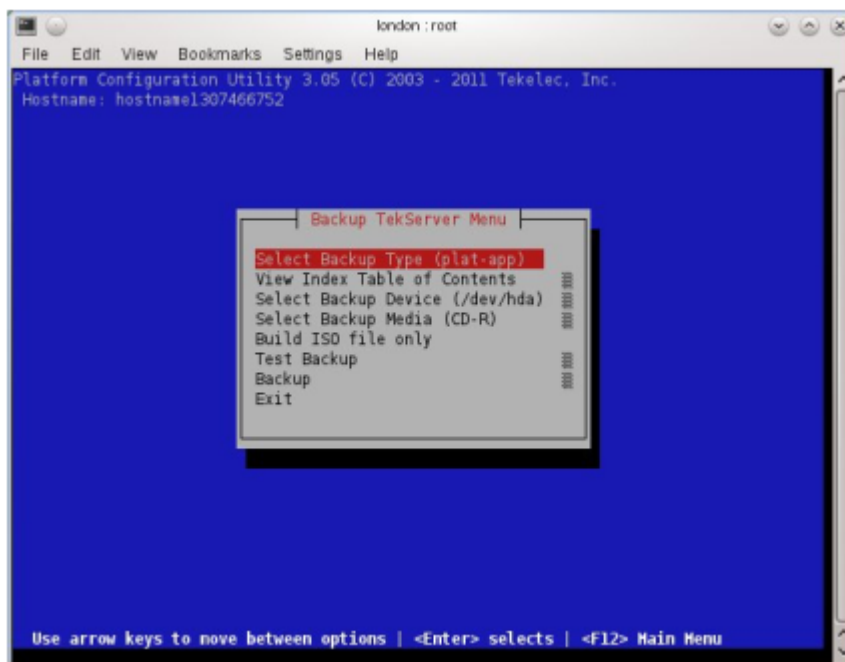 london : root
File Edit View Bookmarks Settings Help
Platform Configuration Utility 3.05 (C) 2003 - 2011 Tekelec, Inc.
Hostname: hostname1307466752
Backup TekServer Menu
Select Backup Type (plat-app)
View Index Table of Contents
Select Backup Device (/dev/hda)
Select Backup Media (CD-R)
Build ISO file only
Test Backup
Backup
Exit
Use arrow keys to move between options | <Enter> selects | <F12> Main Menu